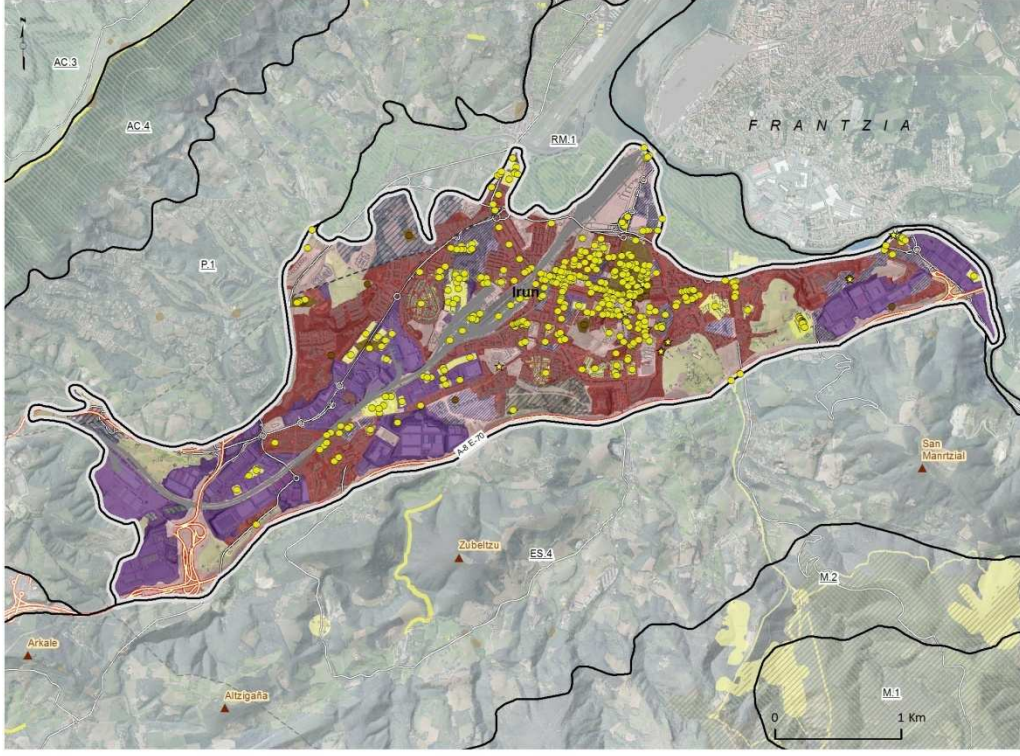 AC.3
AC.4
FRANTZIA
RM.1
P.1
Irun
A-8 E-70
San
Manrtzial
Zubeltzu
ES.4
M.2
Arkale
M.1
Altzigaña
0 1 Km